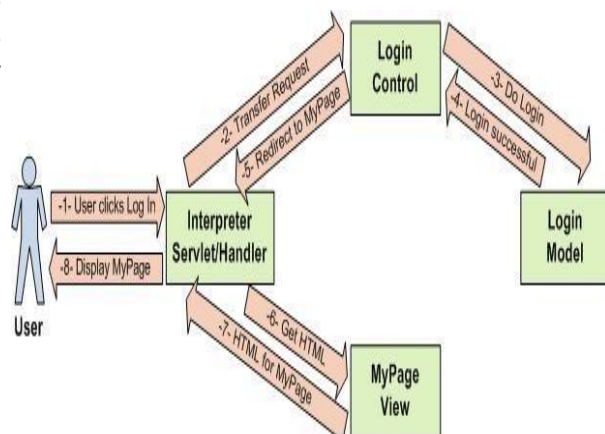 Login
Control
-2- Transfer Request
-5- Redirect to MyPage
-3- Do Login
-4- Login successful
-1- User clicks Log In
Interpreter
Servlet/Handler
Login
Model
-8- Display MyPage
User
-6- Get HTML
-7- HTML for MyPage
MyPage
View